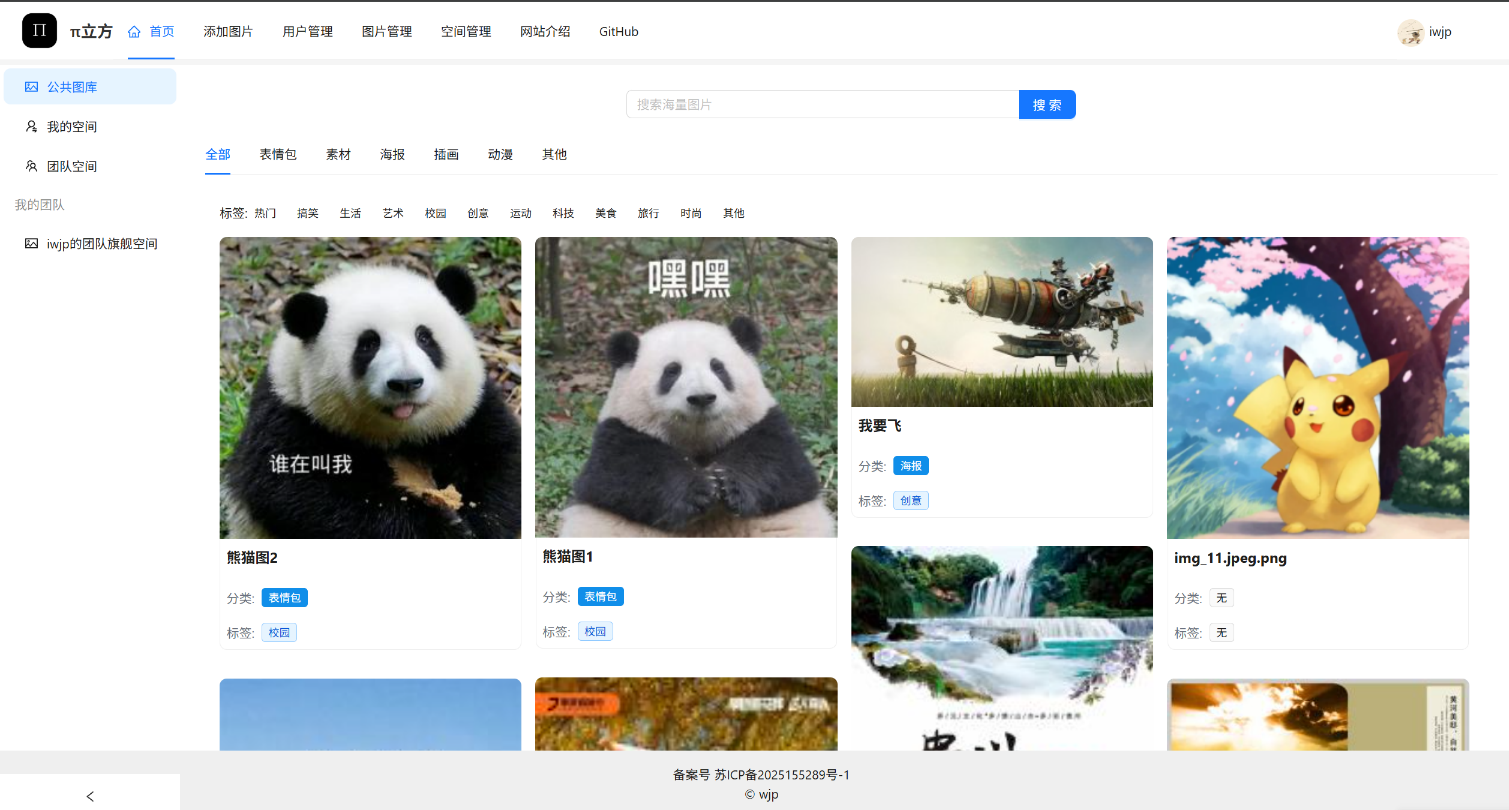 π π立方 首页 添加图片 用户管理 图片管理 空间管理 网站介绍 GitHub iwjp
公共图库
我的空间
团队空间
我的团队
iwjp的团队旗舰空间
搜索海量图片 搜 索
全部 表情包 素材 海报 插画 动漫 其他
标签: 热门 搞笑 生活 艺术 校园 创意 运动 科技 美食 旅行 时尚 其他
谁在叫我
熊猫图2
分类: 表情包
标签: 校园
嘿嘿
熊猫图1
分类: 表情包
标签: 校园
我要飞
分类: 海报
标签: 创意
img_11.jpeg.png
分类: 无
标签: 无
备案号 苏ICP备2025155289号-1
© wjp